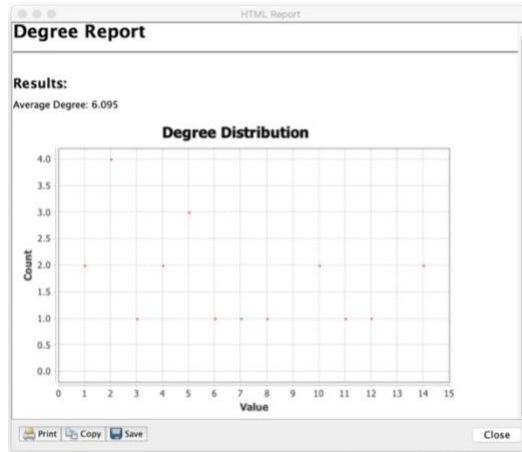 HTML Report
Degree Report
Results:
Average Degree: 6.095
Degree Distribution
4.0
3.5
3.0
2.5
2.0
1.5
1.0
0.5
0.0
Count
0 1 2 3 4 5 6 7 8 9 10 11 12 13 14 15
Value
Print Copy Save Close